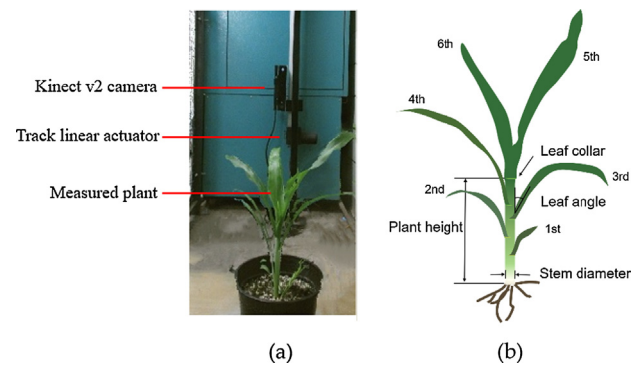 Kinect v2 camera
Track linear actuator
Measured plant
(a)
6th
5th
4th
Leaf collar
3rd
2nd
Leaf angle
Plant height
1st
Stem diameter
(b)